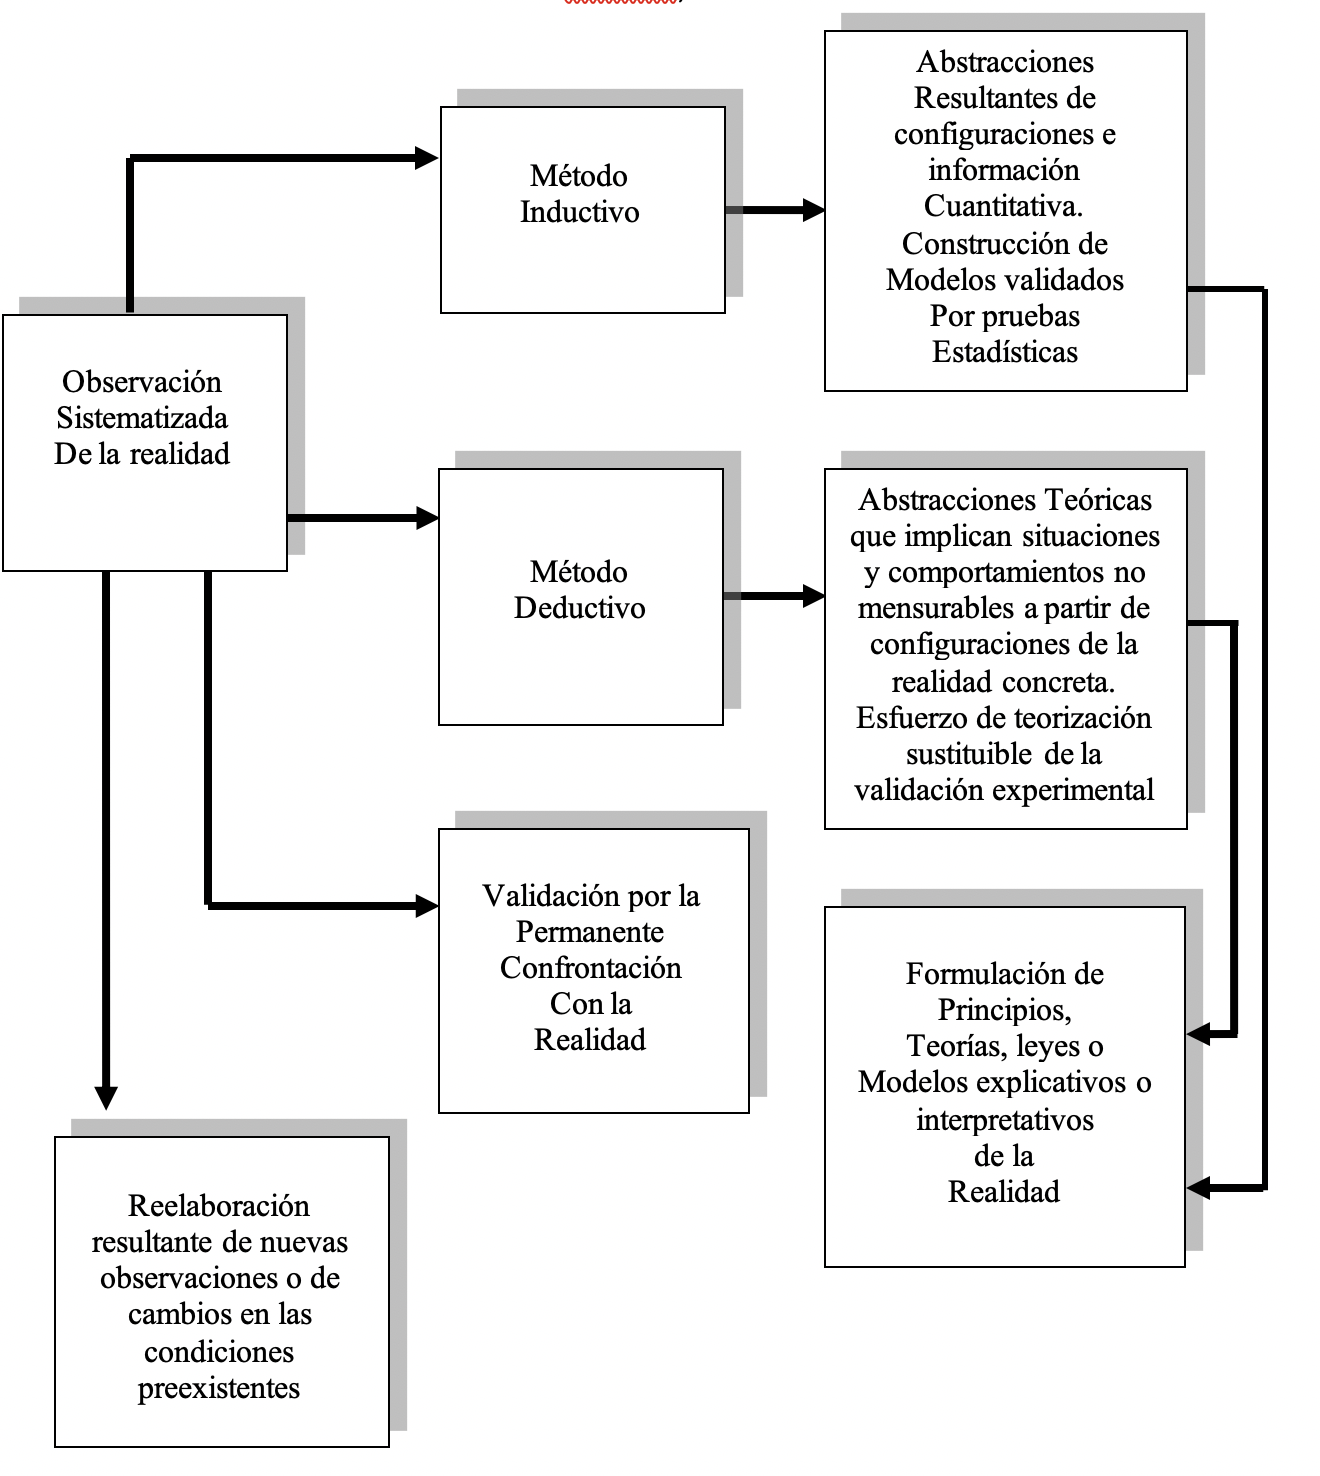 Abstracciones
Resultantes de
configuraciones e
información
Cuantitativa.
Construcción de
Modelos validados
Por pruebas
Estadísticas
Método
Inductivo
Observación
Sistematizada
De la realidad
Método
Deductivo
Abstracciones Teóricas
que implican situaciones
y comportamientos no
mensurables a partir de
configuraciones de la
realidad concreta.
Esfuerzo de teorización
sustituible de la
validación experimental
Validación por la
Permanente
Confrontación
Con la
Realidad
Formulación de
Principios,
Teorías, leyes o
Modelos explicativos o
interpretativos
de la
Realidad
Reelaboración
resultante de nuevas
observaciones o de
cambios en las
condiciones
preexistentes